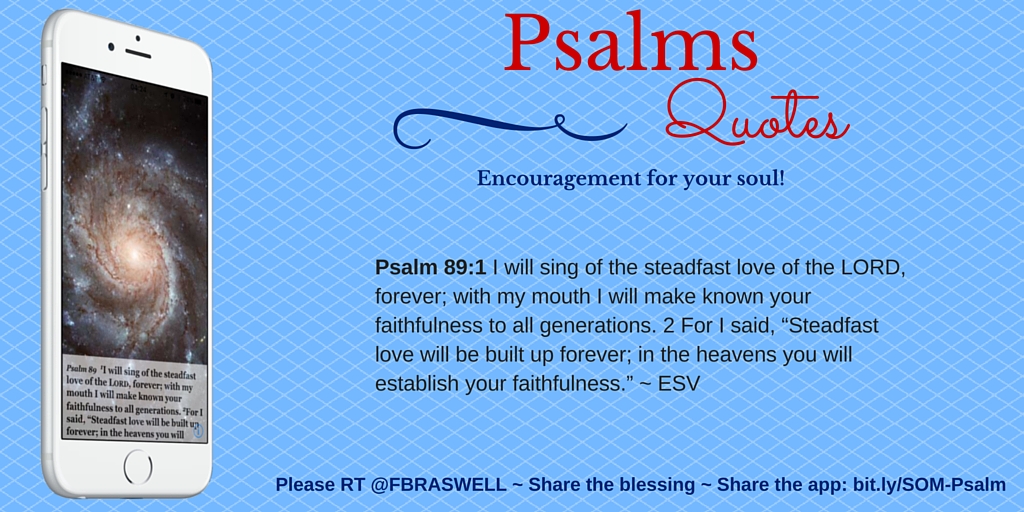 Psalms
Quotes
Encouragement for your soul!
Psalm 89:1 I will sing of the steadfast love of the LORD,
forever; with my mouth I will make known your
faithfulness to all generations. 2 For I said, “Steadfast
love will be built up forever; in the heavens you will
establish your faithfulness.” ~ ESV
Psalm 89 ¹I will sing of the steadfast
love of the LORD, forever; with my
mouth I will make known your
faithfulness to all generations. ²For I
said, “Steadfast love will be built up
forever; in the heavens you will
Please RT @FBRASWELL ~ Share the blessing ~ Share the app: bit.ly/SOM-Psalm